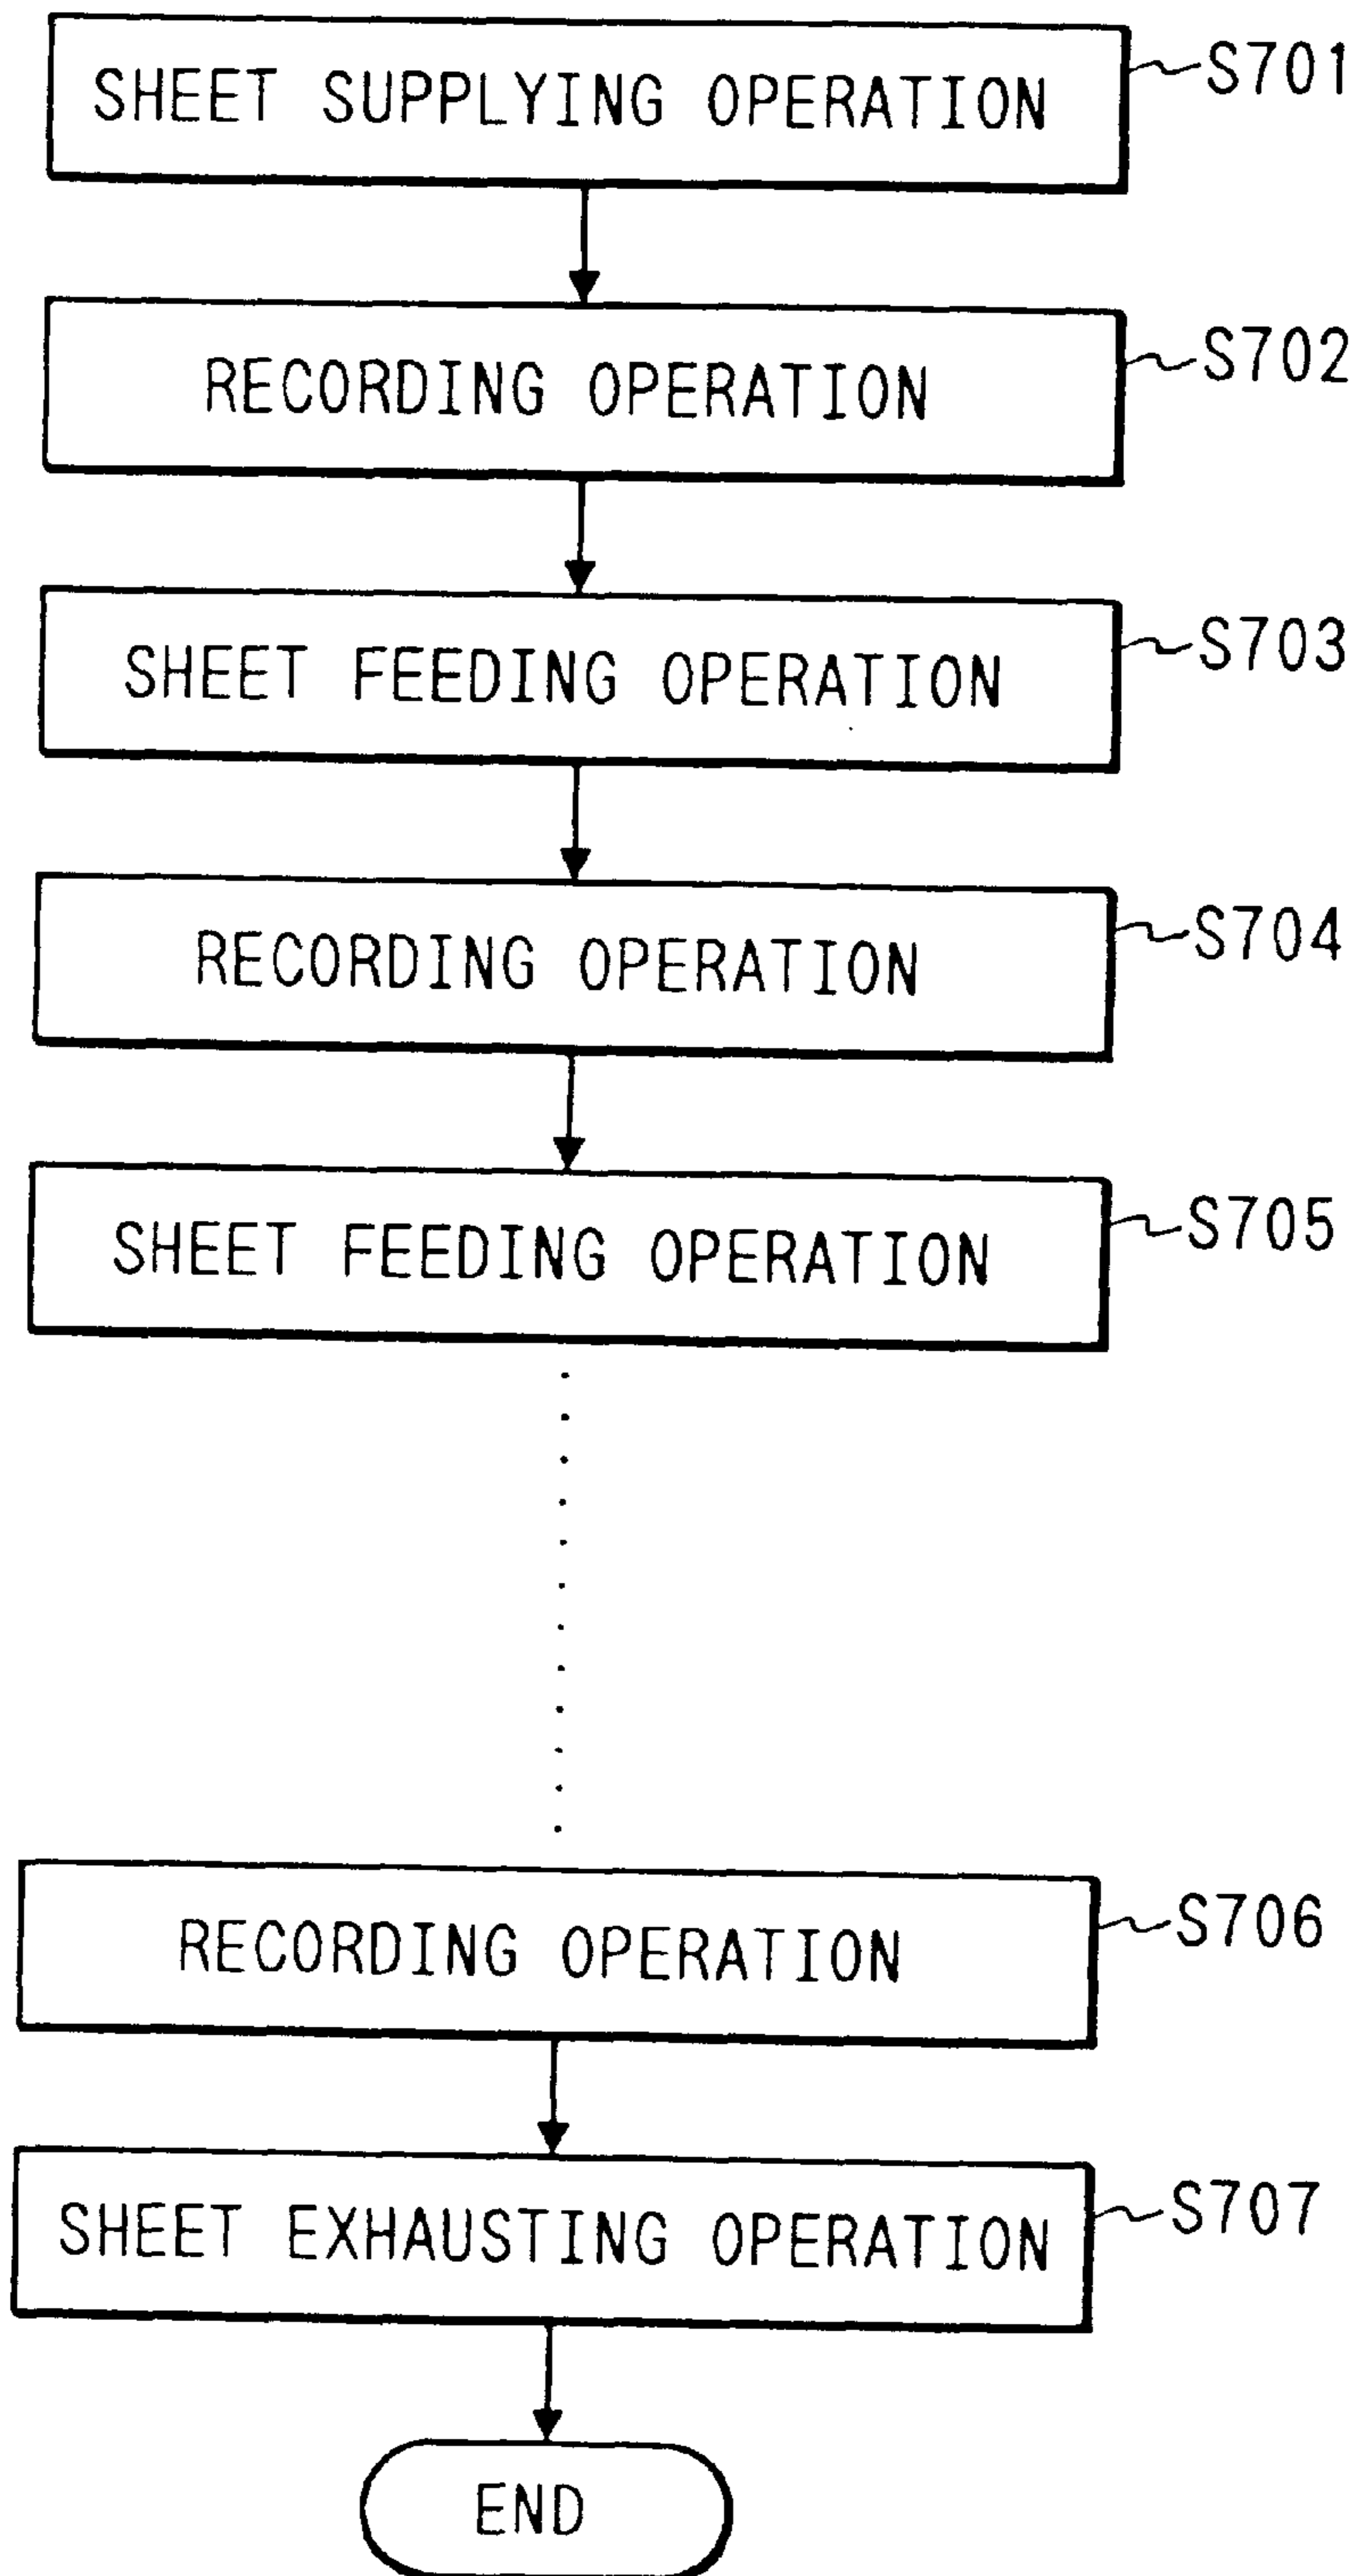 SHEET SUPPLYING OPERATION S701
RECORDING OPERATION S702
SHEET FEEDING OPERATION S703
RECORDING OPERATION S704
SHEET FEEDING OPERATION S705
RECORDING OPERATION S706
SHEET EXHAUSTING OPERATION S707
END